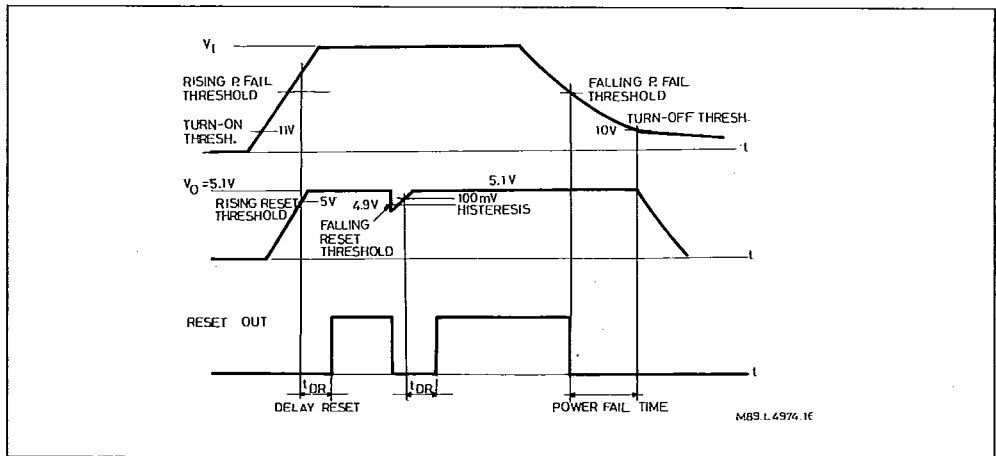 VI
RISING P. FAIL
THRESHOLD
TURN-ON
THRESH.
11V
FALLING P. FAIL
THRESHOLD
10V
TURN-OFF THRESH.
t
VO =5.1V
RISING RESET
THRESHOLD
5V
4.9V
FALLING
RESET
THRESHOLD
5.1V
100mV
HISTERESIS
t
RESET OUT
t
tDR
tDR
DELAY RESET
POWER FAIL TIME
M89.L4974.16